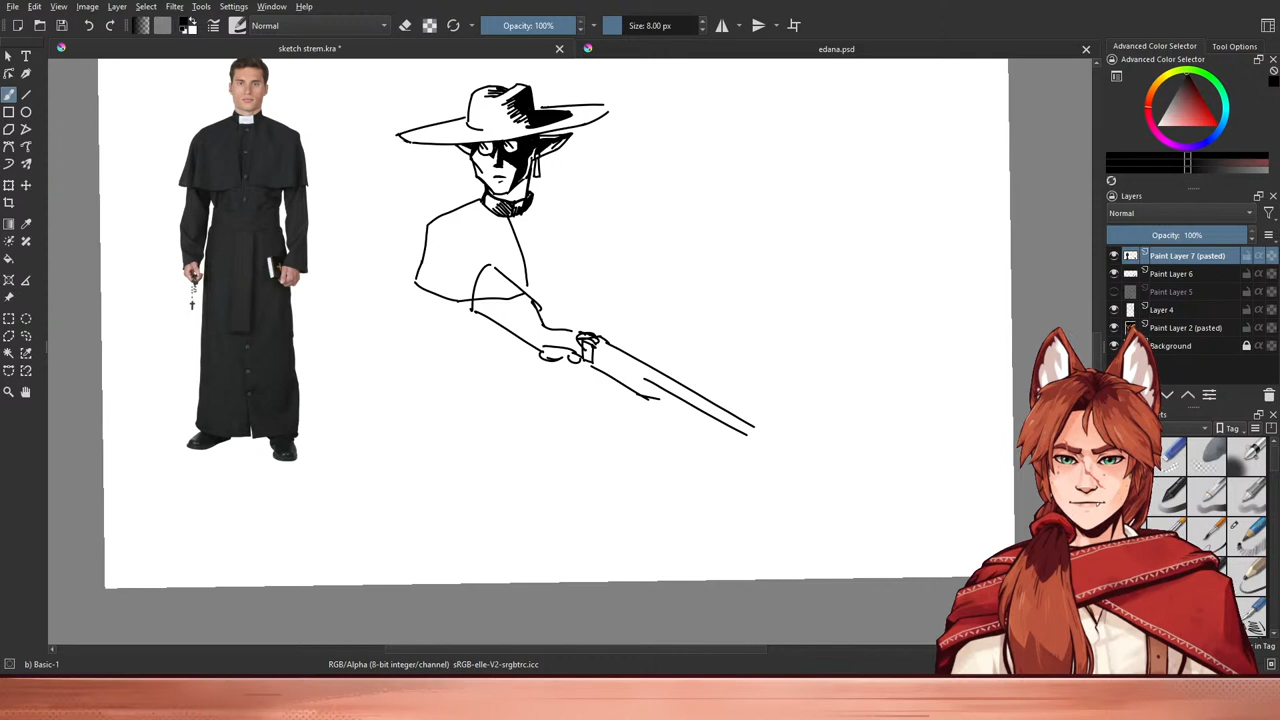 File Edit View Image Layer Select Filter Tools Settings Window Help
Normal Opacity: 100% Size: 8.00 px
sketch strem.kra * edana.psd
Advanced Color Selector Tool Options
Advanced Color Selector
Layers
Normal
Opacity: 100%
Paint Layer 7 (pasted)
Paint Layer 6
Paint Layer 5
Layer 4
Paint Layer 2 (pasted)
Background
Tag
in Tag
b) Basic-1 RGB/Alpha (8-bit integer/channel) sRGB-elle-V2-srgbtrc.icc